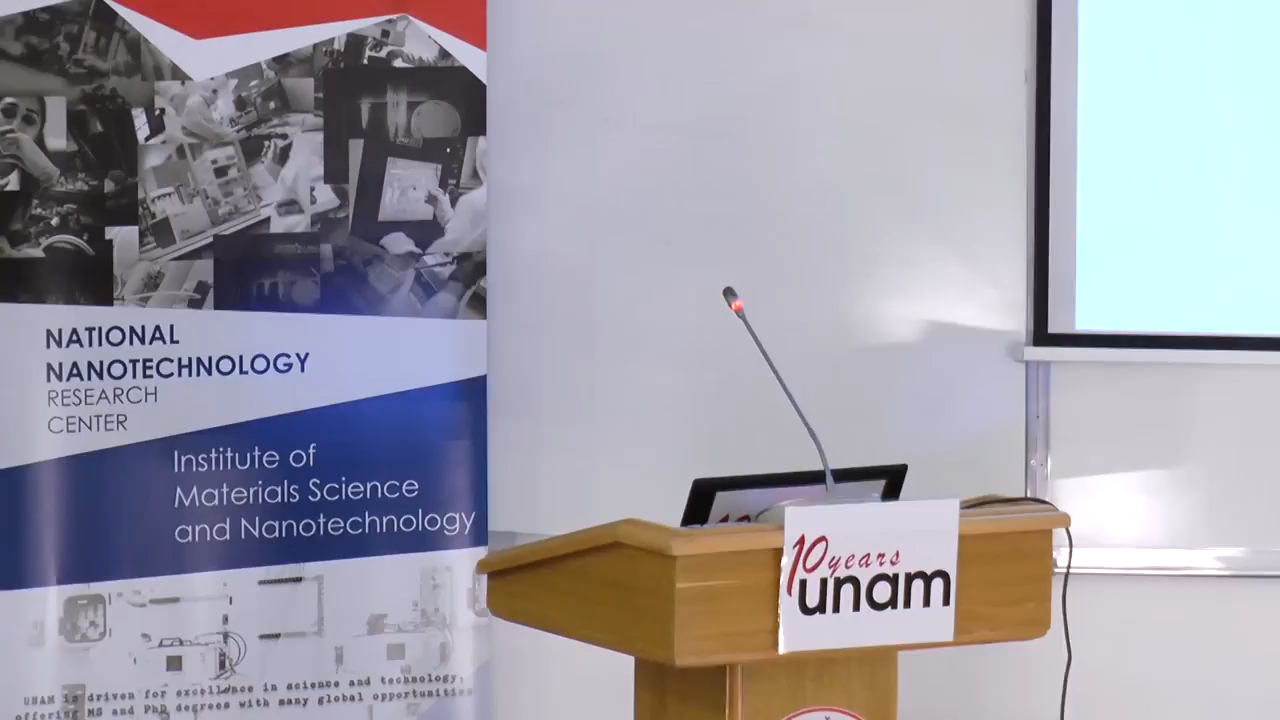 NATIONAL
NANOTECHNOLOGY
RESEARCH
CENTER
Institute of
Materials Science
and Nanotechnology
UNAM is driven for excellence in science and technology,
offering MS and PhD degrees with many global opportunities
10 years
unam